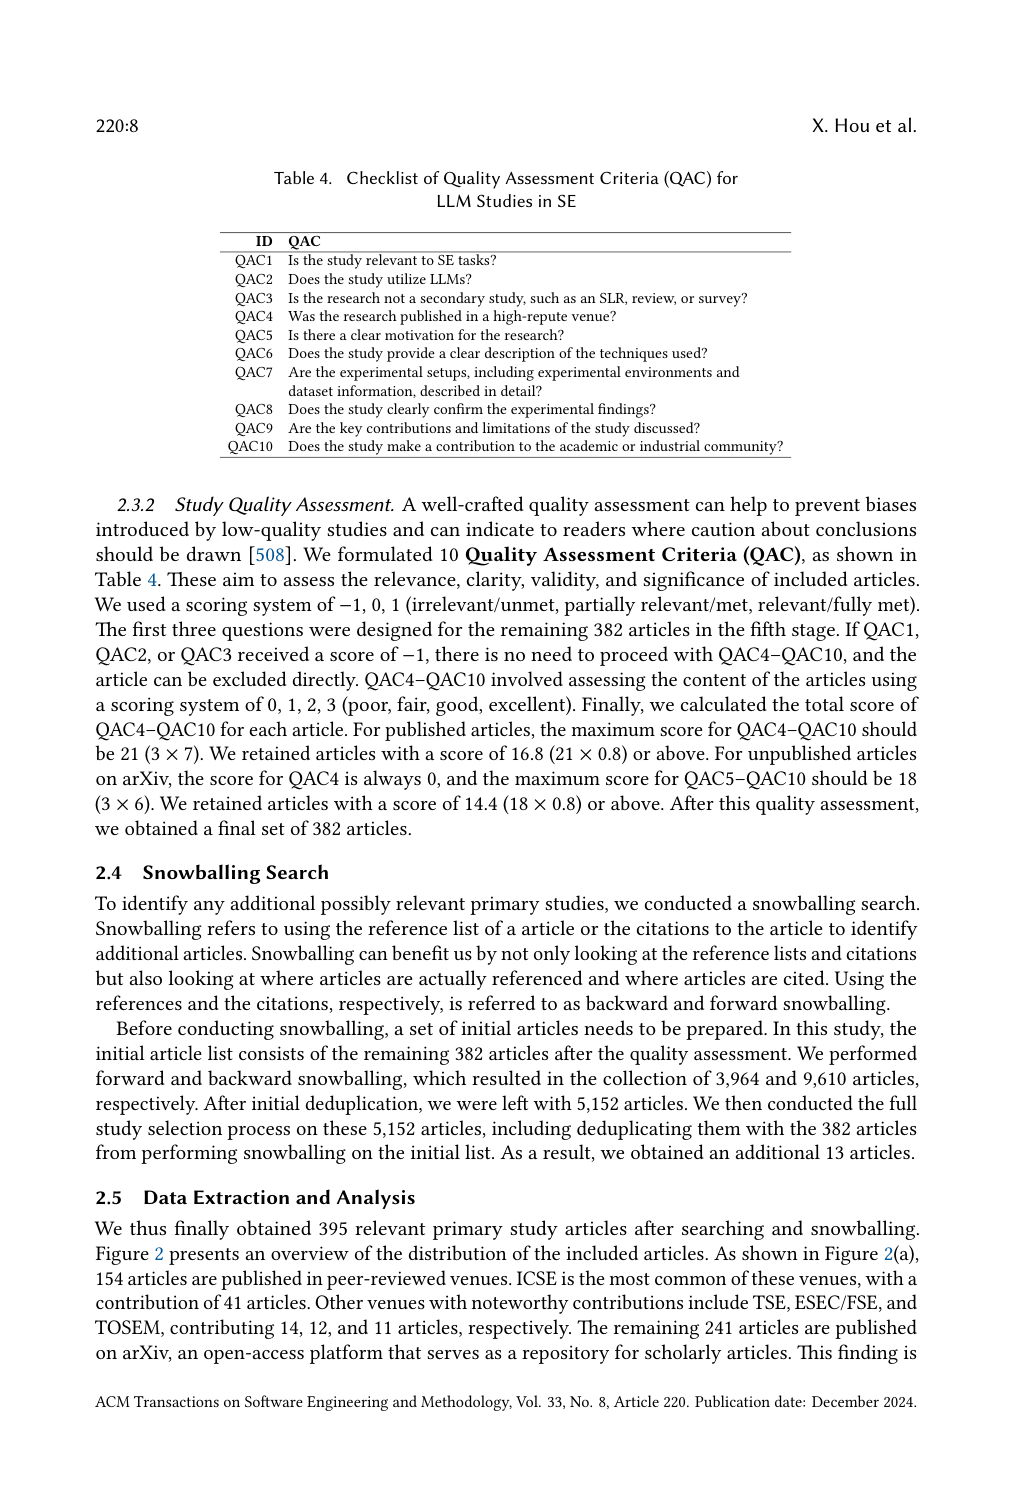 220:8 X. Hou et al.
Table 4. Checklist of Quality Assessment Criteria (QAC) for
LLM Studies in SE
ID QAC
QAC1 Is the study relevant to SE tasks?
QAC2 Does the study utilize LLMs?
QAC3 Is the research not a secondary study, such as an SLR, review, or survey?
QAC4 Was the research published in a high-repute venue?
QAC5 Is there a clear motivation for the research?
QAC6 Does the study provide a clear description of the techniques used?
QAC7 Are the experimental setups, including experimental environments and
dataset information, described in detail?
QAC8 Does the study clearly confirm the experimental findings?
QAC9 Are the key contributions and limitations of the study discussed?
QAC10 Does the study make a contribution to the academic or industrial community?
2.3.2 Study Quality Assessment. A well-crafted quality assessment can help to prevent biases
introduced by low-quality studies and can indicate to readers where caution about conclusions
should be drawn [508]. We formulated 10 Quality Assessment Criteria (QAC), as shown in
Table 4. These aim to assess the relevance, clarity, validity, and significance of included articles.
We used a scoring system of −1, 0, 1 (irrelevant/unmet, partially relevant/met, relevant/fully met).
The first three questions were designed for the remaining 382 articles in the fifth stage. If QAC1,
QAC2, or QAC3 received a score of −1, there is no need to proceed with QAC4–QAC10, and the
article can be excluded directly. QAC4–QAC10 involved assessing the content of the articles using
a scoring system of 0, 1, 2, 3 (poor, fair, good, excellent). Finally, we calculated the total score of
QAC4–QAC10 for each article. For published articles, the maximum score for QAC4–QAC10 should
be 21 (3 × 7). We retained articles with a score of 16.8 (21 × 0.8) or above. For unpublished articles
on arXiv, the score for QAC4 is always 0, and the maximum score for QAC5–QAC10 should be 18
(3 × 6). We retained articles with a score of 14.4 (18 × 0.8) or above. After this quality assessment,
we obtained a final set of 382 articles.
2.4 Snowballing Search
To identify any additional possibly relevant primary studies, we conducted a snowballing search.
Snowballing refers to using the reference list of a article or the citations to the article to identify
additional articles. Snowballing can benefit us by not only looking at the reference lists and citations
but also looking at where articles are actually referenced and where articles are cited. Using the
references and the citations, respectively, is referred to as backward and forward snowballing.
Before conducting snowballing, a set of initial articles needs to be prepared. In this study, the
initial article list consists of the remaining 382 articles after the quality assessment. We performed
forward and backward snowballing, which resulted in the collection of 3,964 and 9,610 articles,
respectively. After initial deduplication, we were left with 5,152 articles. We then conducted the full
study selection process on these 5,152 articles, including deduplicating them with the 382 articles
from performing snowballing on the initial list. As a result, we obtained an additional 13 articles.
2.5 Data Extraction and Analysis
We thus finally obtained 395 relevant primary study articles after searching and snowballing.
Figure 2 presents an overview of the distribution of the included articles. As shown in Figure 2(a),
154 articles are published in peer-reviewed venues. ICSE is the most common of these venues, with a
contribution of 41 articles. Other venues with noteworthy contributions include TSE, ESEC/FSE, and
TOSEM, contributing 14, 12, and 11 articles, respectively. The remaining 241 articles are published
on arXiv, an open-access platform that serves as a repository for scholarly articles. This finding is
ACM Transactions on Software Engineering and Methodology, Vol. 33, No. 8, Article 220. Publication date: December 2024.